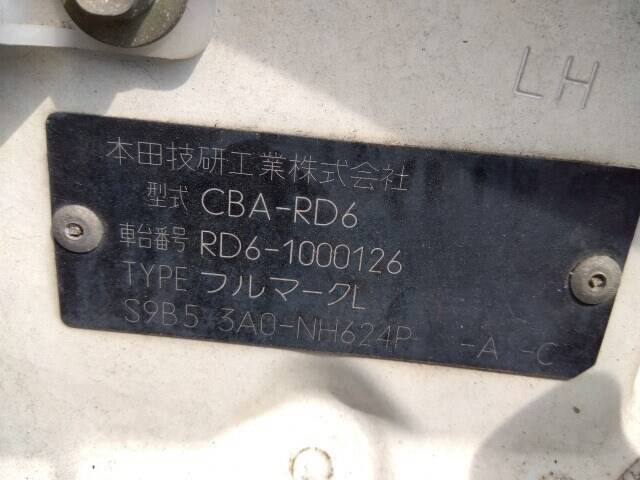 LH
本田技研工業株式会社
型式 CBA-RD6
車台番号 RD6-1000126
TYPE フルマークL
S9B5 3A0-NH624P -A -C